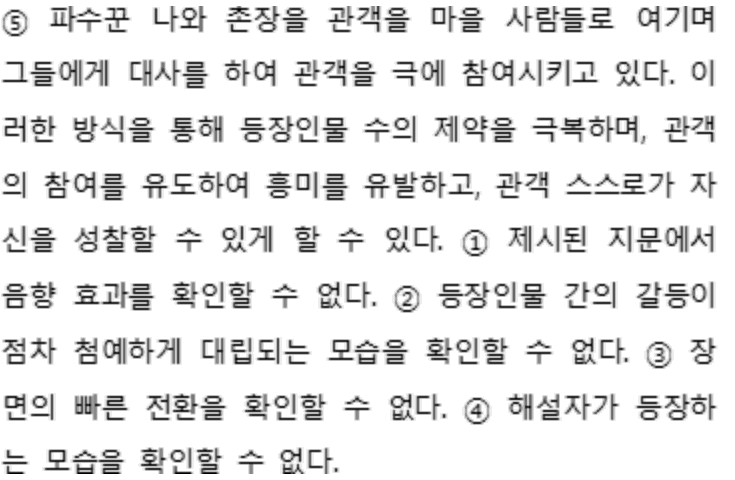 ⑤ 파수꾼 나와 촌장을 관객을 마을 사람들로 여기며
그들에게 대사를 하여 관객을 극에 참여시키고 있다. 이
러한 방식을 통해 등장인물 수의 제약을 극복하며, 관객
의 참여를 유도하여 흥미를 유발하고, 관객 스스로가 자
신을 성찰할 수 있게 할 수 있다. ① 제시된 지문에서
음향 효과를 확인할 수 없다. ② 등장인물 간의 갈등이
점차 첨예하게 대립되는 모습을 확인할 수 없다. ③ 장
면의 빠른 전환을 확인할 수 없다. ④ 해설자가 등장하
는 모습을 확인할 수 없다.